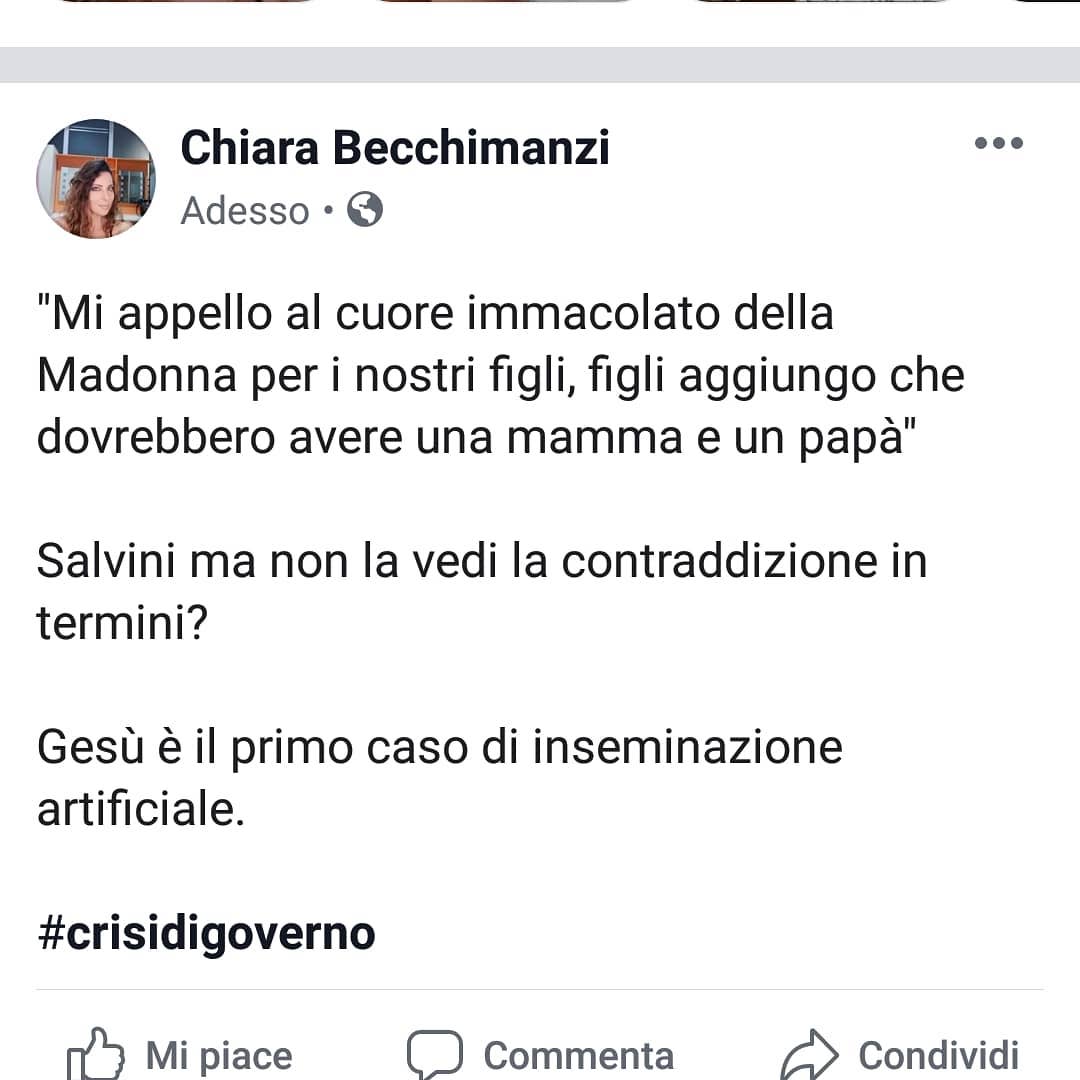 Chiara Becchimanzi
Adesso •
"Mi appello al cuore immacolato della
Madonna per i nostri figli, figli aggiungo che
dovrebbero avere una mamma e un papà"
Salvini ma non la vedi la contraddizione in
termini?
Gesù è il primo caso di inseminazione
artificiale.
#crisidigoverno
Mi piace Commenta Condividi